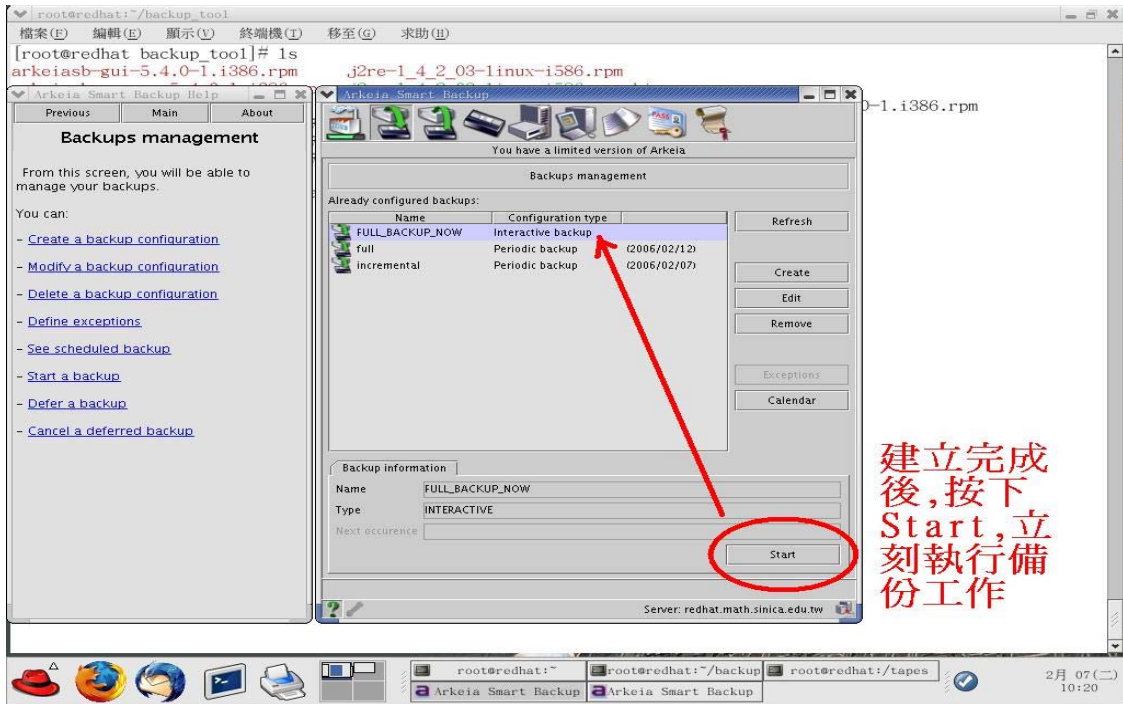 root@redhat:~/backup_tool
檔案(F) 編輯(E) 顯示(V) 終端機(T) 移至(G) 求助(H)
[root@redhat backup_tool]# ls
arkeiasb-gui-5.4.0-1.i386.rpm j2re-1_4_2_03-linux-i586.rpm
0-1.i386.rpm
Arkeia Smart Backup Help
Previous Main About
Backups management
From this screen, you will be able to
manage your backups.
You can:
- Create a backup configuration
- Modify a backup configuration
- Delete a backup configuration
- Define exceptions
- See scheduled backup
- Start a backup
- Defer a backup
- Cancel a deferred backup
Arkeia Smart Backup
PASS
You have a limited version of Arkeia
Backups management
Already configured backups:
Name Configuration type
FULL_BACKUP_NOW Interactive backup
full Periodic backup (2006/02/12)
incremental Periodic backup (2006/02/07)
Refresh
Create
Edit
Remove
Exceptions
Calendar
Backup information
Name FULL_BACKUP_NOW
Type INTERACTIVE
Next occurence
Start
Server: redhat.math.sinica.edu.tw
建立完成
後,按下
Start,立
刻執行備
份工作
root@redhat:~ root@redhat:~/backup root@redhat:/tapes
Arkeia Smart Backup Arkeia Smart Backup
2月 07(二)
10:20